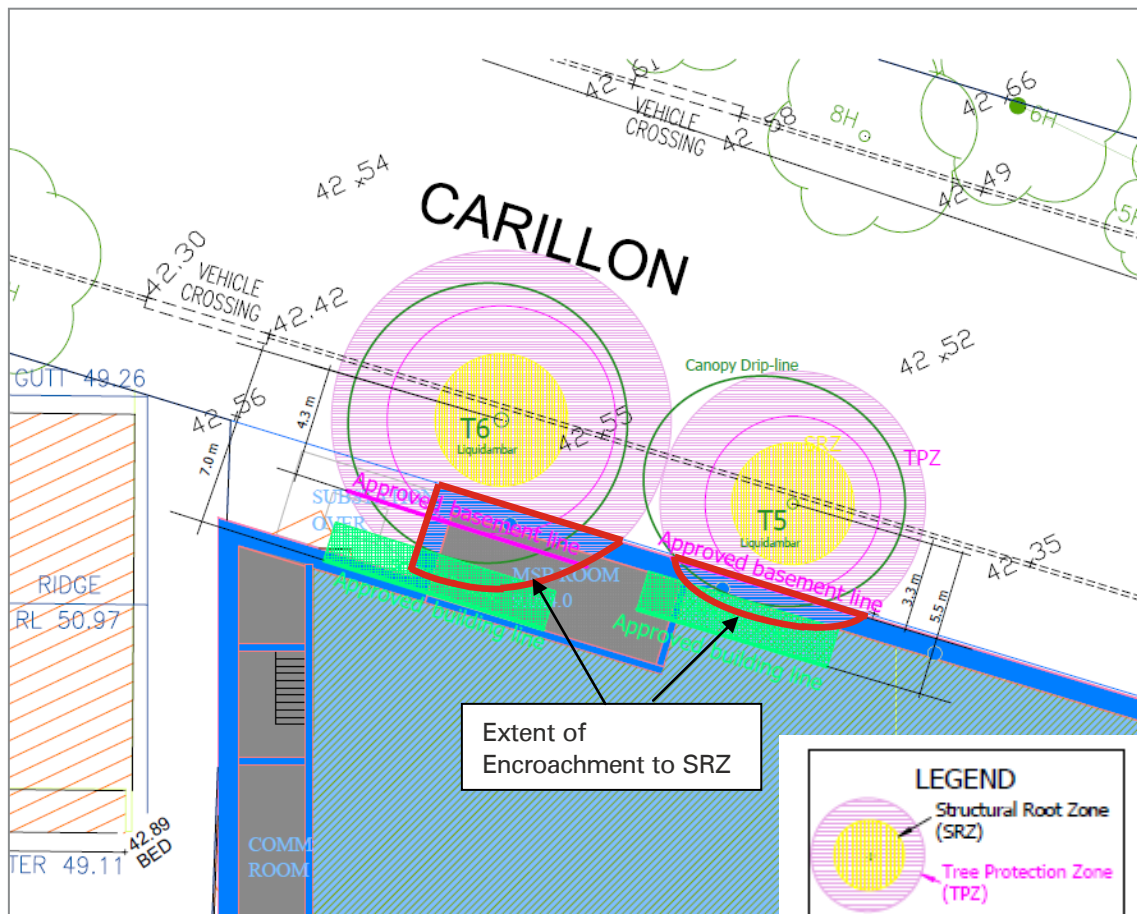 42 .61
VEHICLE
CROSSING
42 .58
8H
42 .66
6H
42 .49
5H
42 .54
CARILLON
42.30
VEHICLE
CROSSING
42.42
42 .52
Canopy Drip-line
GUTT 49.26
42 .56
7.0 m
4.3 m
T6
Liquidambar
42 .55
SRZ
TPZ
T5
Liquidambar
42 .35
Approved basement line
Approved basement line
OVER
MSB ROOM
3.3 m
5.5 m
RIDGE
RL 50.97
Approved building line
Approved building line
Extent of
Encroachment to SRZ
LEGEND
Structural Root Zone
(SRZ)
Tree Protection Zone
(TPZ)
42.89
BED
TER 49.11
COMM
ROOM